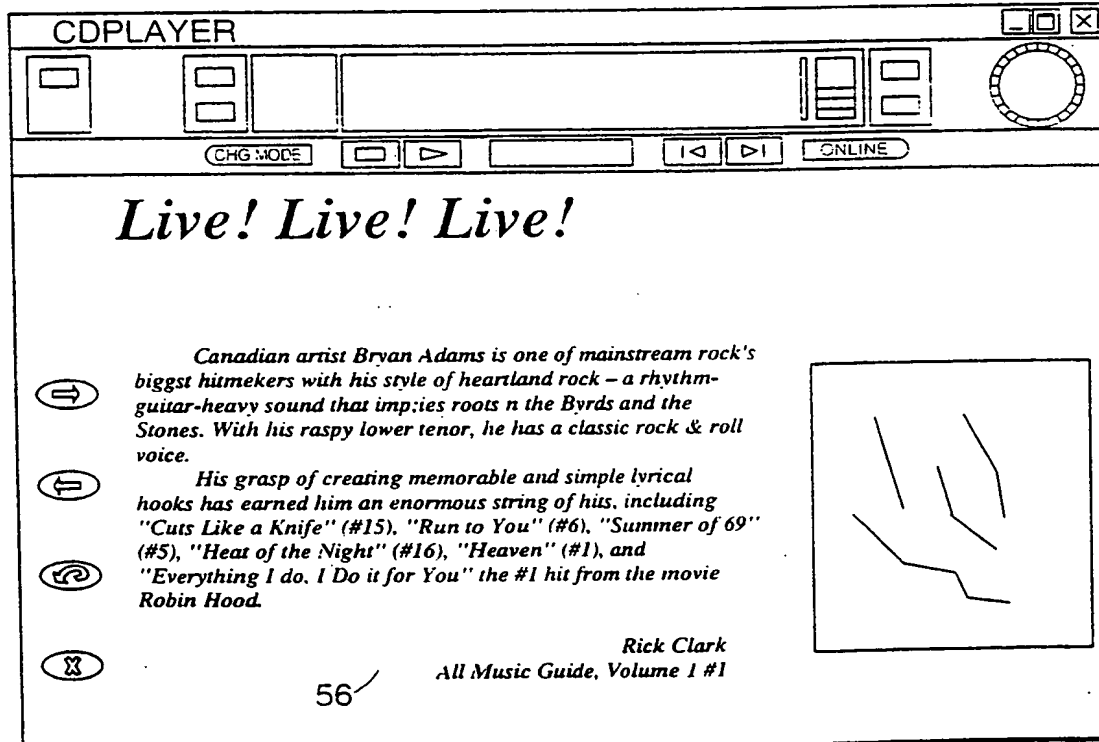 CDPLAYER
CHG MODE
ONLINE
Live! Live! Live!
Canadian artist Bryan Adams is one of mainstream rock's
biggst hitmekers with his style of heartland rock – a rhythm-
guitar-heavy sound that imp;ies roots n the Byrds and the
Stones. With his raspy lower tenor, he has a classic rock & roll
voice.
His grasp of creating memorable and simple lyrical
hooks has earned him an enormous string of hits, including
"Cuts Like a Knife" (#15), "Run to You" (#6), "Summer of 69"
(#5), "Heat of the Night" (#16), "Heaven" (#1), and
"Everything I do, I Do it for You" the #1 hit from the movie
Robin Hood.
Rick Clark
All Music Guide, Volume 1 #1
56